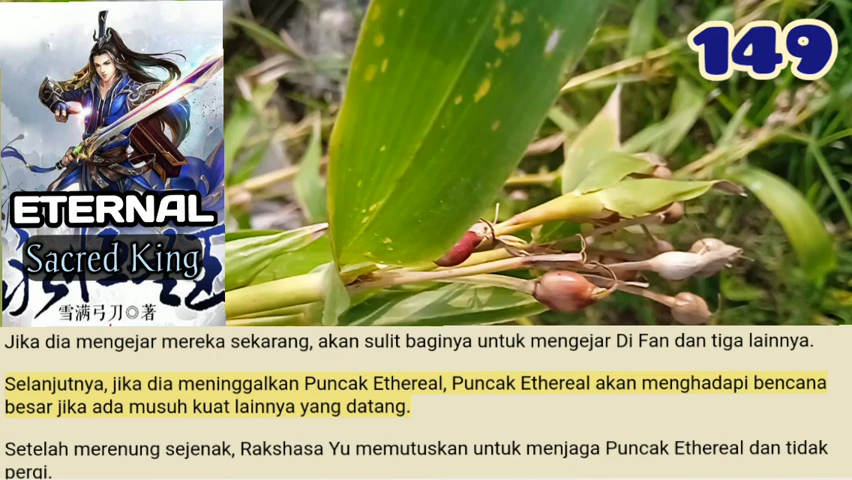 149
ETERNAL
Sacred King
雪满弓刀◎著
Jika dia mengejar mereka sekarang, akan sulit baginya untuk mengejar Di Fan dan tiga lainnya.
Selanjutnya, jika dia meninggalkan Puncak Ethereal, Puncak Ethereal akan menghadapi bencana
besar jika ada musuh kuat lainnya yang datang.
Setelah merenung sejenak, Rakshasa Yu memutuskan untuk menjaga Puncak Ethereal dan tidak
pergi.